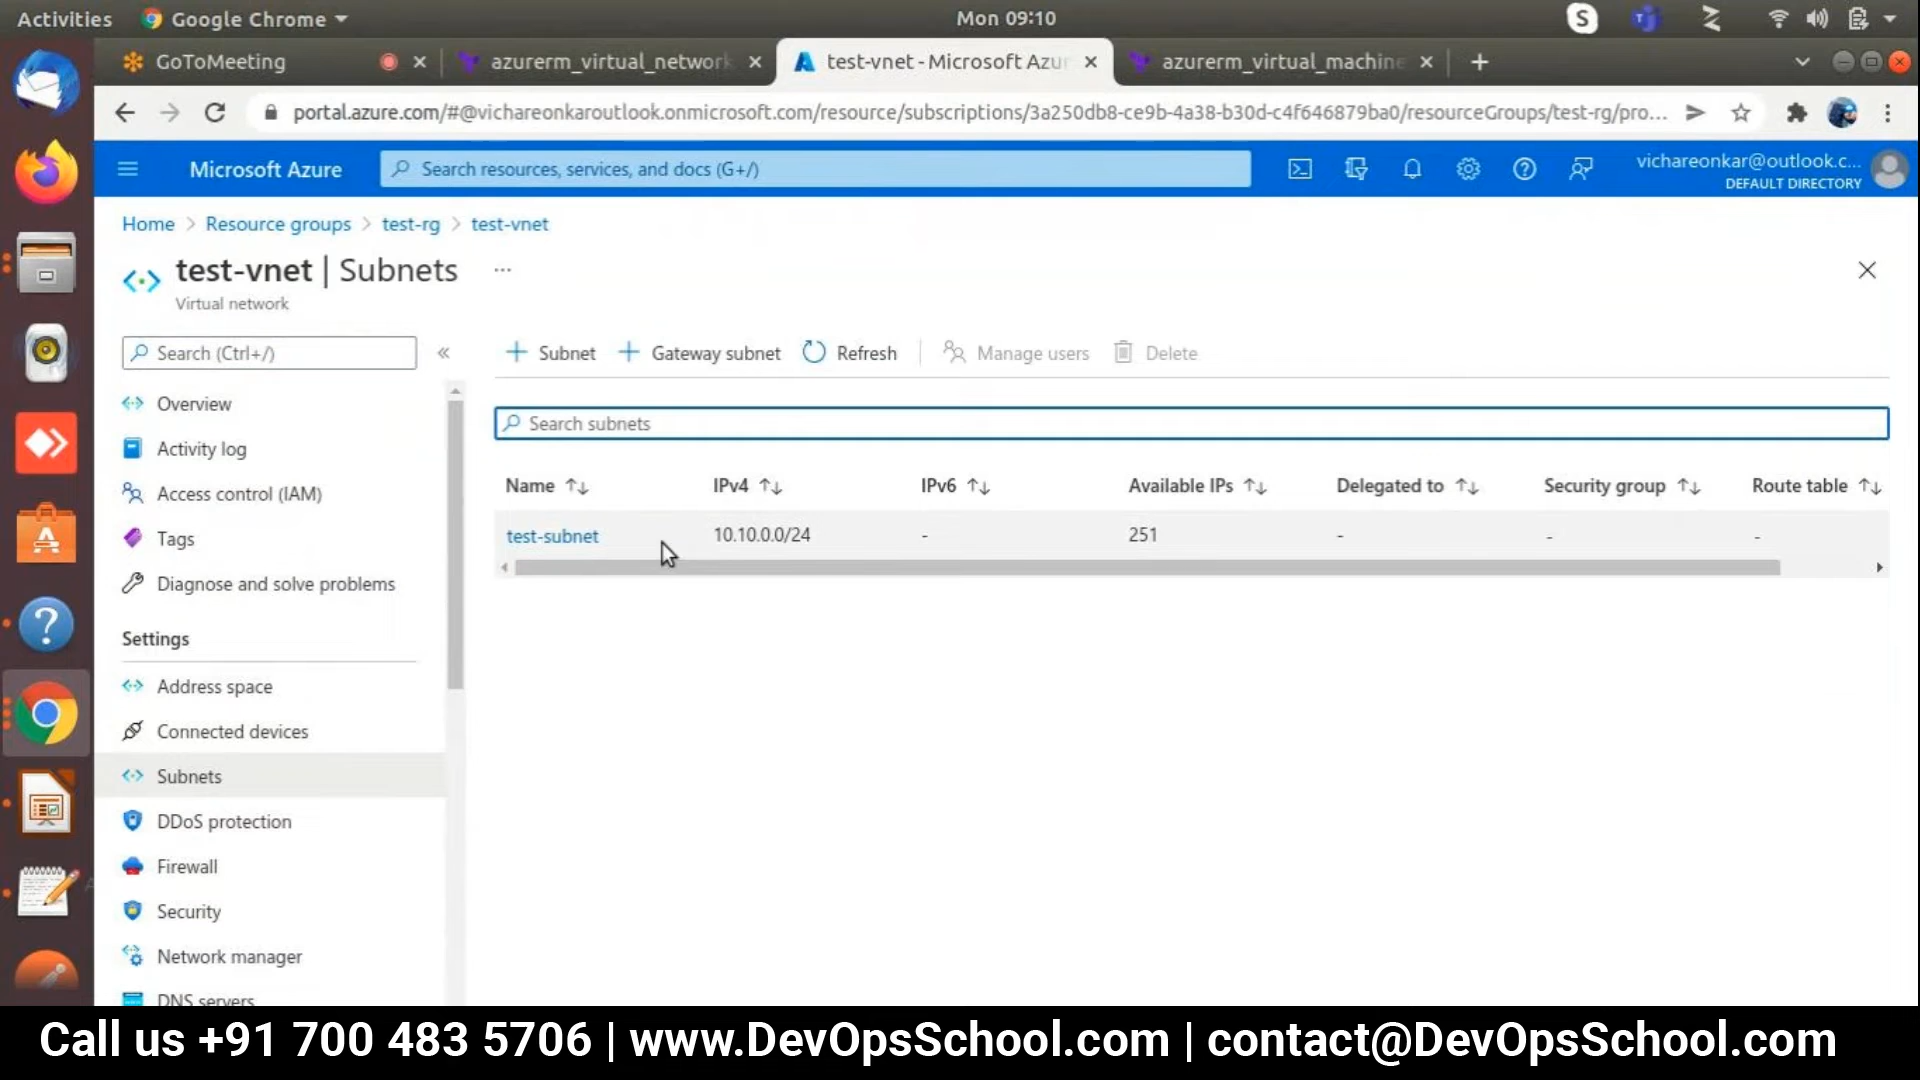 Activities Google Chrome Mon 09:10
GoToMeeting azurerm_virtual_network test-vnet - Microsoft Azu azurerm_virtual_machine
portal.azure.com/#@vichareonkaroutlook.onmicrosoft.com/resource/subscriptions/3a250db8-ce9b-4a38-b30d-c4f646879ba0/resourceGroups/test-rg/pro...
Microsoft Azure Search resources, services, and docs (G+/) vichareonkar@outlook.c...
DEFAULT DIRECTORY
Home > Resource groups > test-rg > test-vnet
test-vnet | Subnets ...
Virtual network
Search (Ctrl+/) «
+ Subnet + Gateway subnet Refresh Manage users Delete
Overview
Activity log
Access control (IAM)
Tags
Diagnose and solve problems
Settings
Address space
Connected devices
Subnets
DDoS protection
Firewall
Security
Network manager
DNS servers
Search subnets
Name IPv4 IPv6 Available IPs Delegated to Security group Route table
test-subnet 10.10.0.0/24 - 251 - - -
Call us +91 700 483 5706 | www.DevOpsSchool.com | contact@DevOpsSchool.com